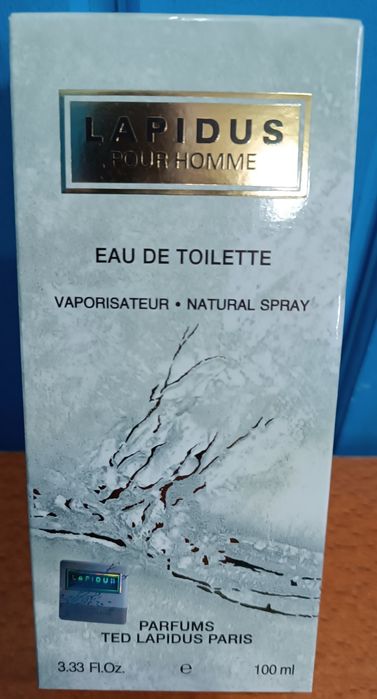 LAPIDUS
POUR HOMME
EAU DE TOILETTE
VAPORISATEUR • NATURAL SPRAY
LAPIDUS
PARFUMS
TED LAPIDUS PARIS
3.33 Fl.Oz. e 100 ml